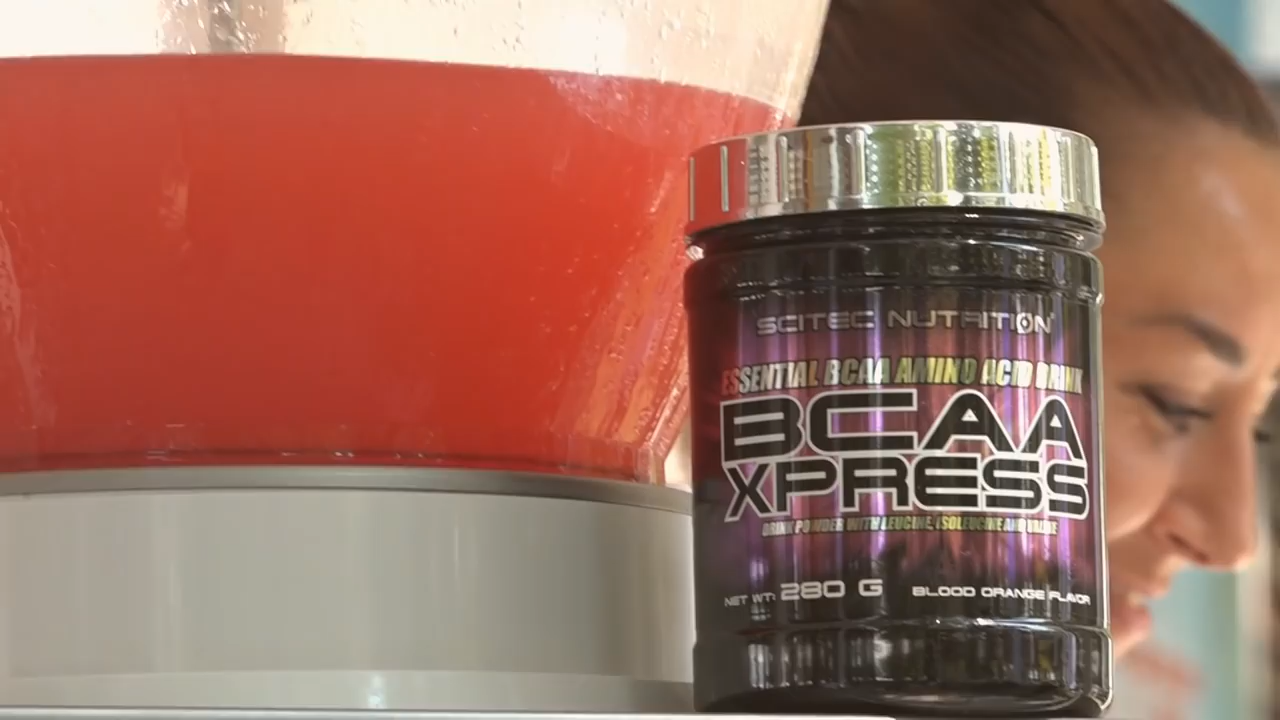 SCITEC NUTRITION
ESSENTIAL BCAA AMINO ACID DRINK
BCAA
XPRESS
DRINK POWDER WITH LEUCINE, ISOLEUCINE AND VALINE
NET WT: 280 G BLOOD ORANGE FLAVOR